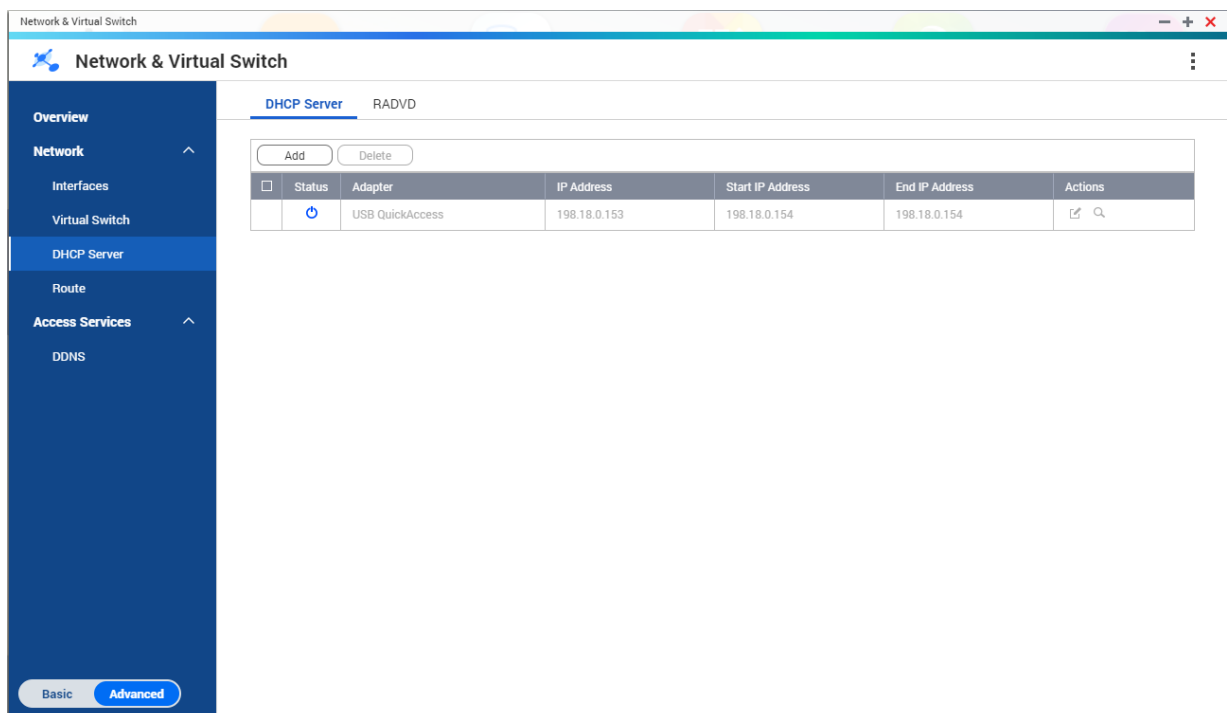 Network & Virtual Switch
Network & Virtual Switch
Overview
Network
Interfaces
Virtual Switch
DHCP Server
Route
Access Services
DDNS
Basic Advanced
DHCP Server RADVD
Add Delete
Status Adapter IP Address Start IP Address End IP Address Actions
USB QuickAccess 198.18.0.153 198.18.0.154 198.18.0.154